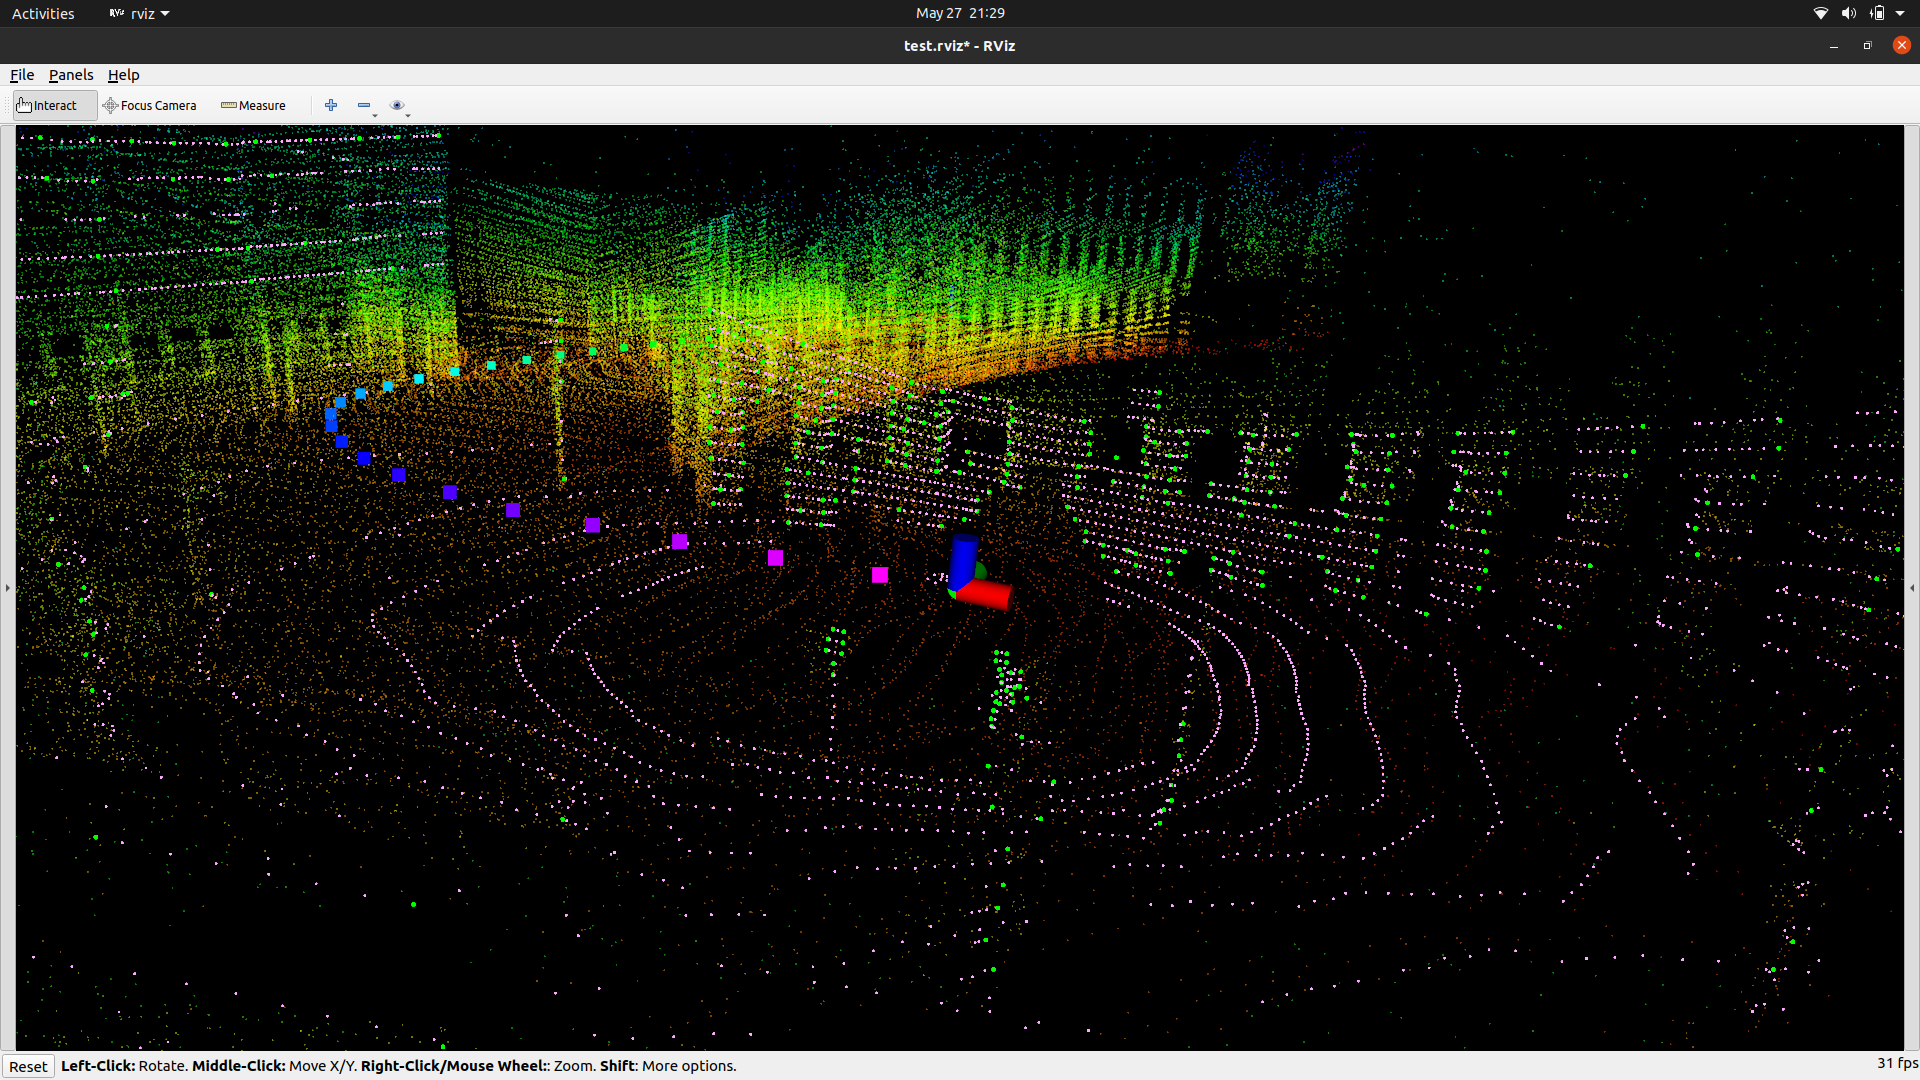 Activities RViz rviz May 27 21:29
test.rviz* - RViz
File Panels Help
Interact Focus Camera Measure
Reset Left-Click: Rotate. Middle-Click: Move X/Y. Right-Click/Mouse Wheel:: Zoom. Shift: More options. 31 fps